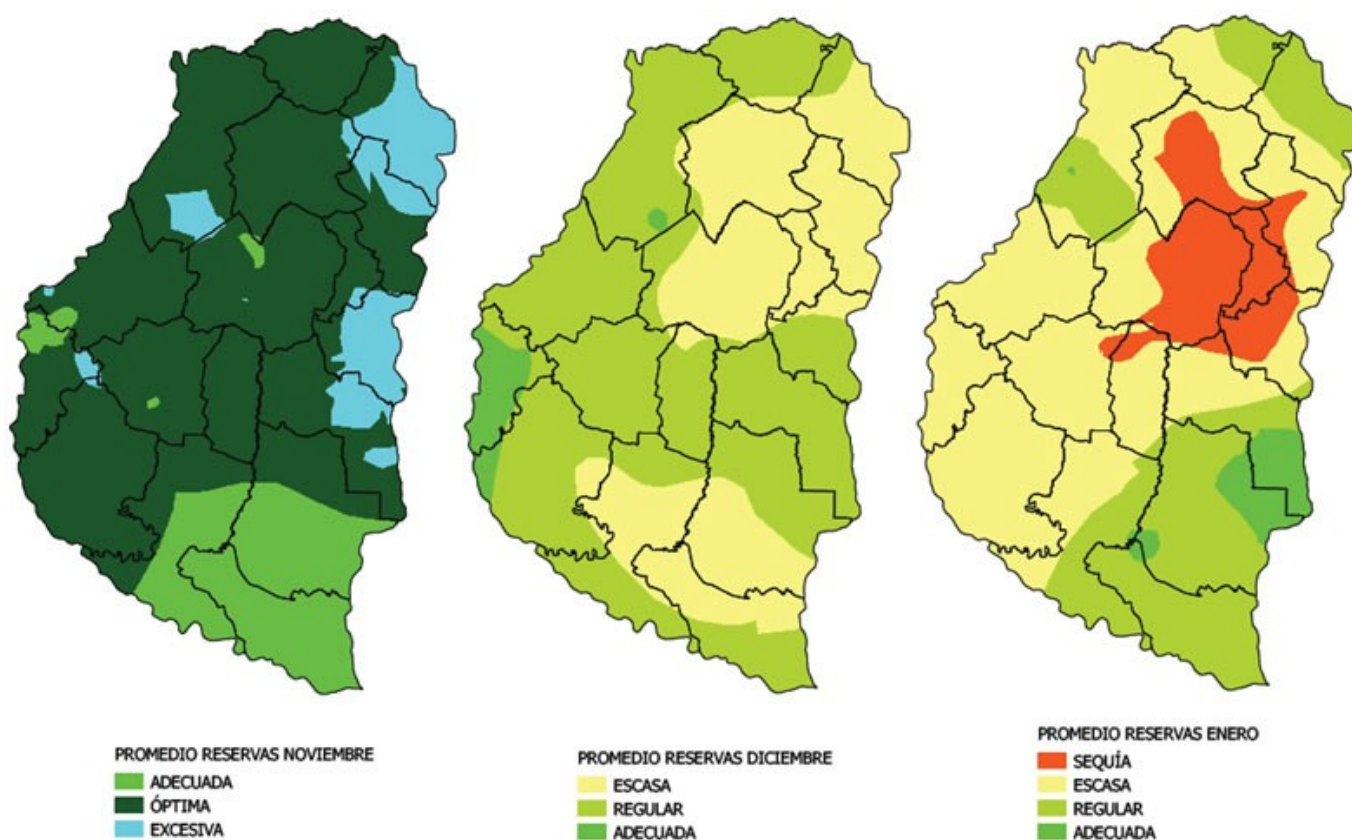 PROMEDIO RESERVAS NOVIEMBRE
ADECUADA
ÓPTIMA
EXCESIVA
PROMEDIO RESERVAS DICIEMBRE
ESCASA
REGULAR
ADECUADA
PROMEDIO RESERVAS ENERO
SEQUÍA
ESCASA
REGULAR
ADECUADA